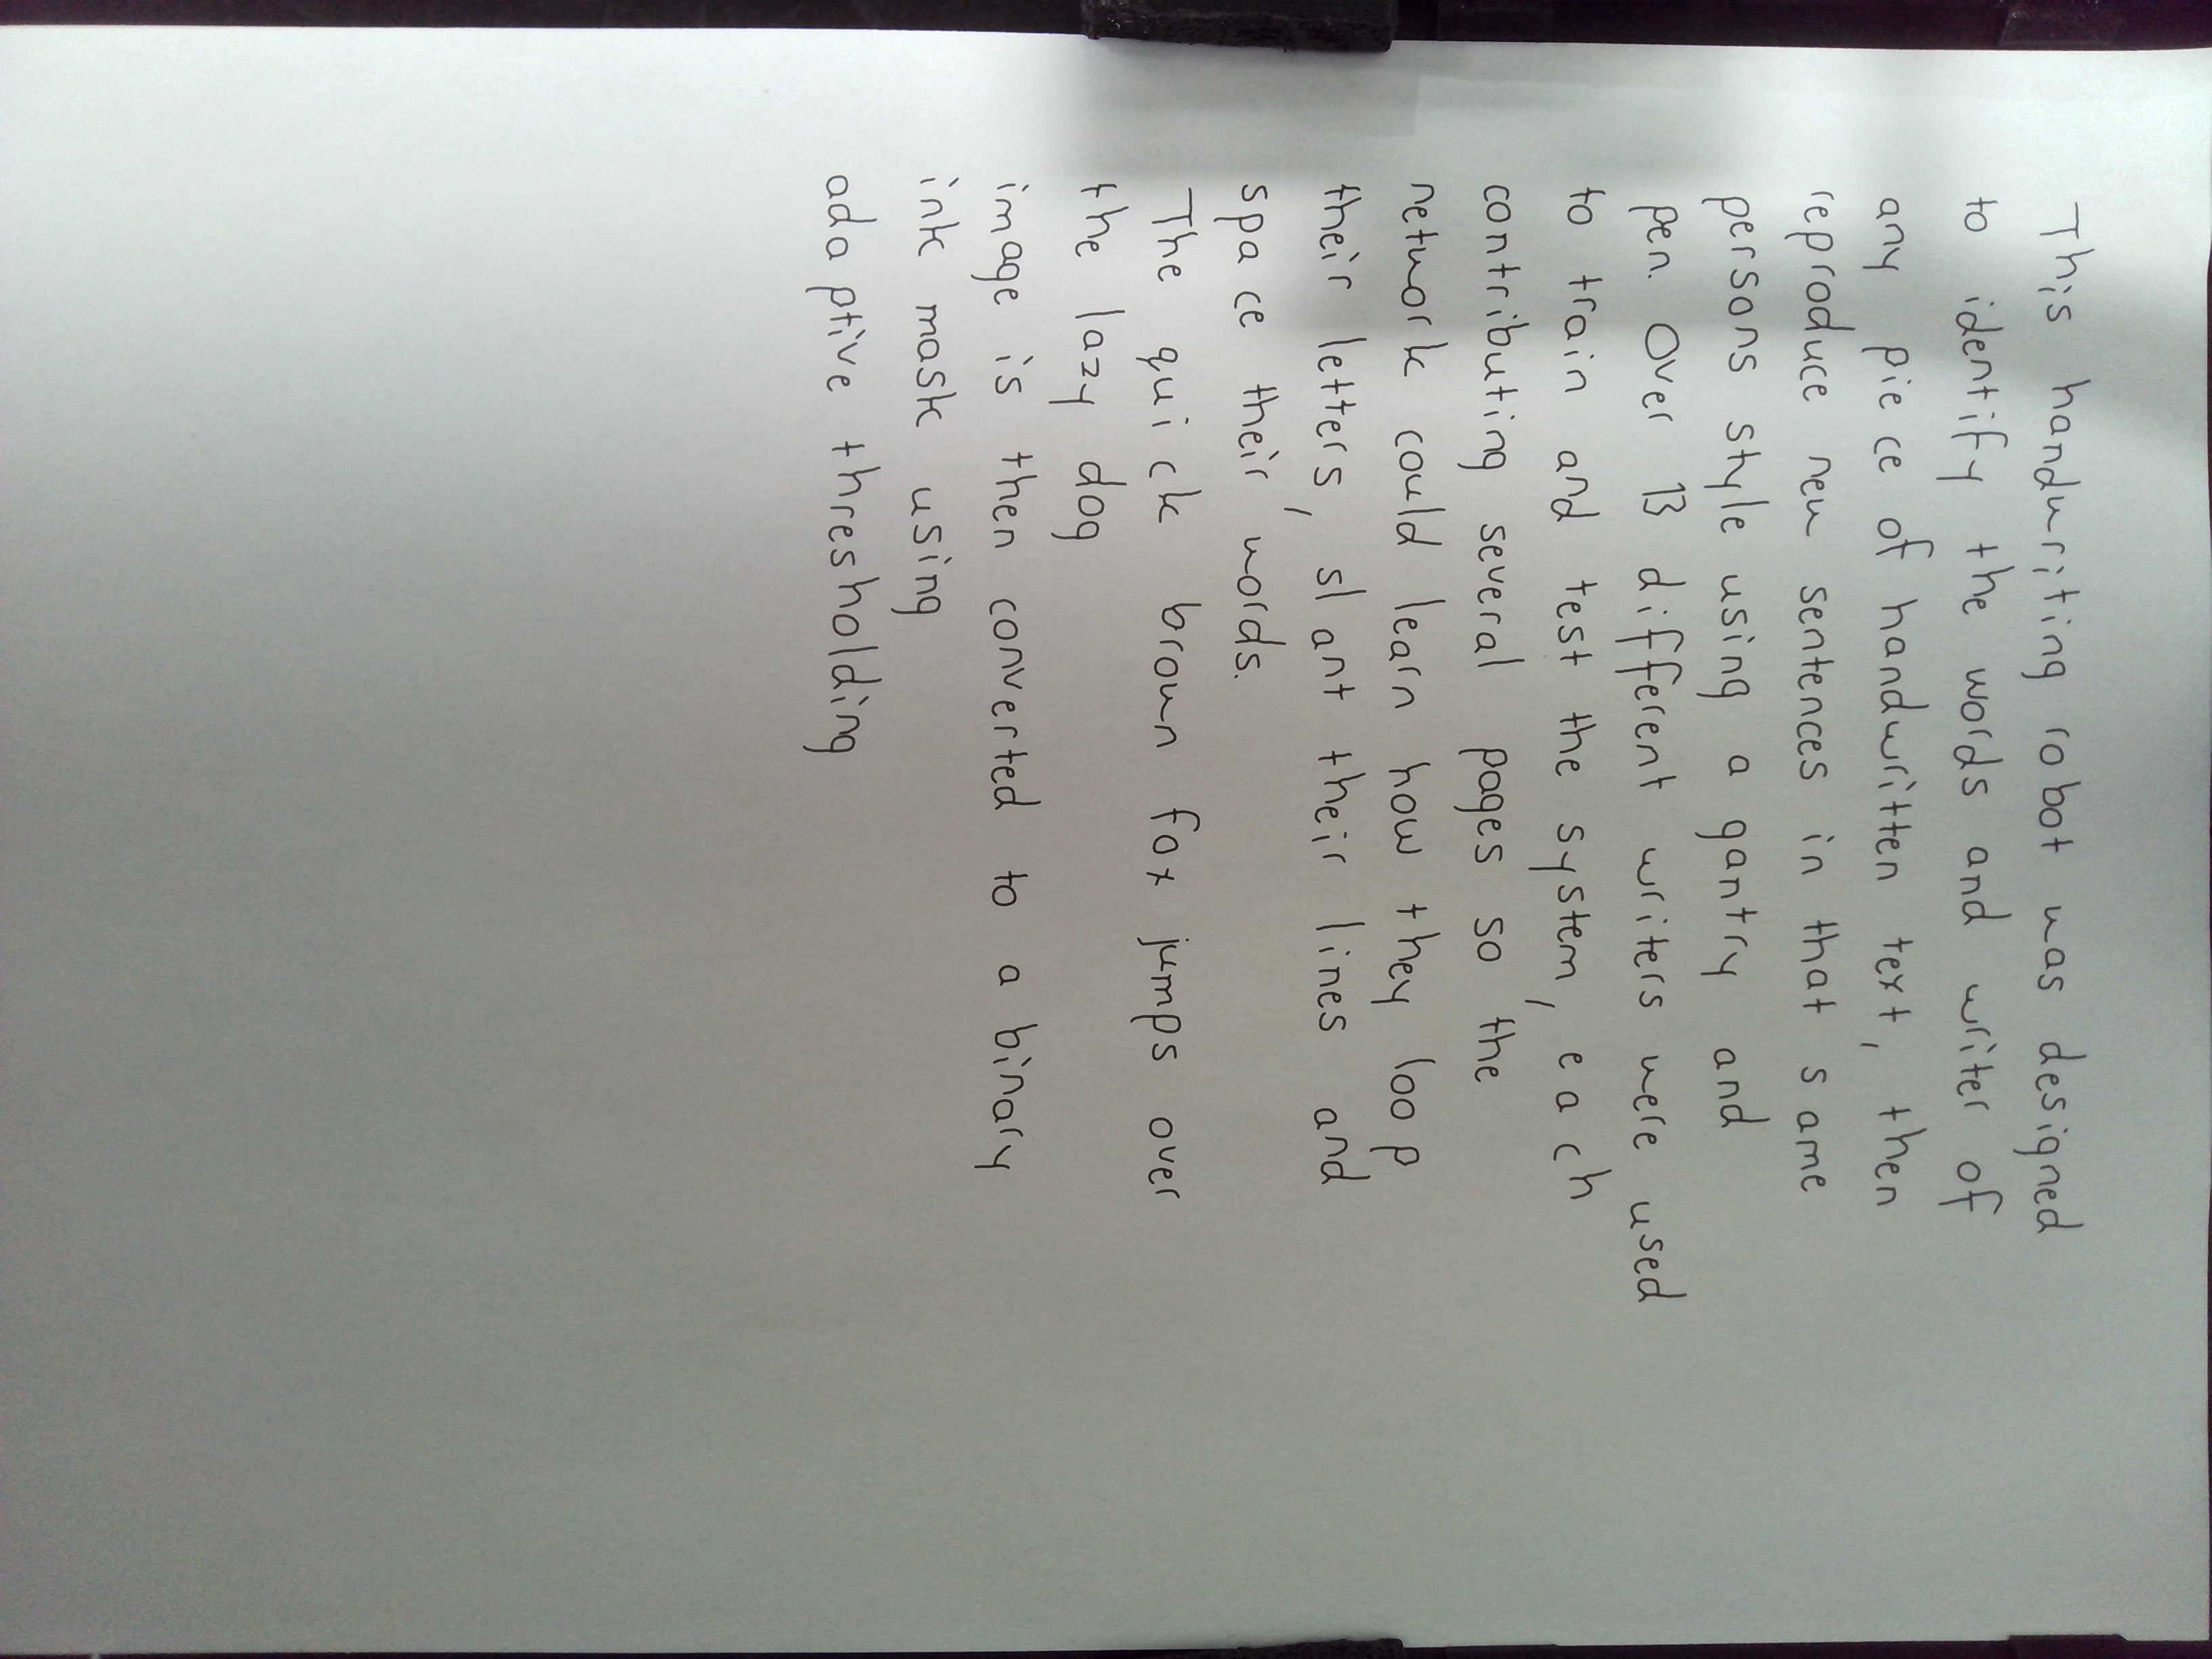 This handwriting robot was designed
to identify the words and writer of
any piece of handwritten text, then
reproduce new sentences in that same
persons style using a gantry and
pen. Over 13 different writers were used
to train and test the system, each
contributing several pages so the
network could learn how they loop
their letters, slant their lines and
space their words.
The quick brown fox jumps over
the lazy dog
image is then converted to a binary
ink mask using
adaptive thresholding